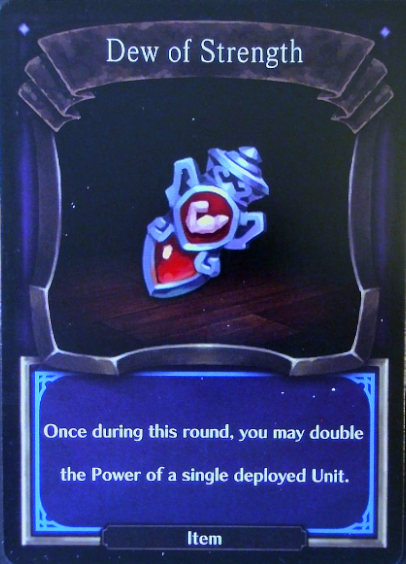 Dew of Strength
Once during this round, you may double
the Power of a single deployed Unit.
Item